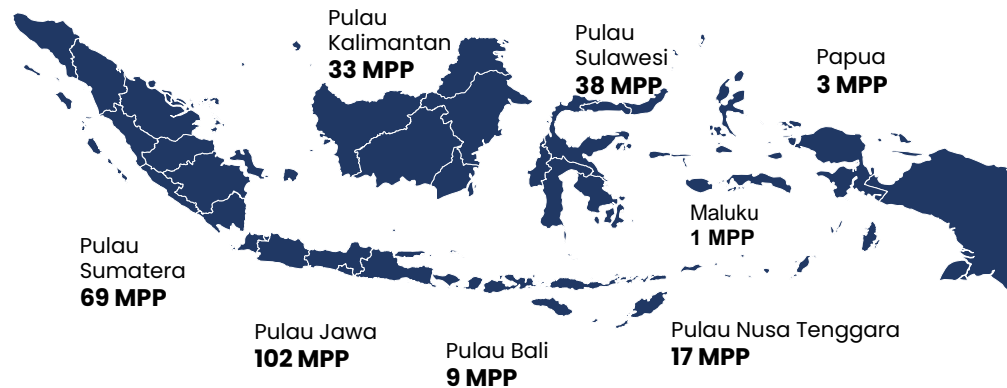 Pulau
Kalimantan
33 MPP
Pulau
Sulawesi
38 MPP
Papua
3 MPP
Maluku
1 MPP
Pulau
Sumatera
69 MPP
Pulau Jawa
102 MPP
Pulau Bali
9 MPP
Pulau Nusa Tenggara
17 MPP